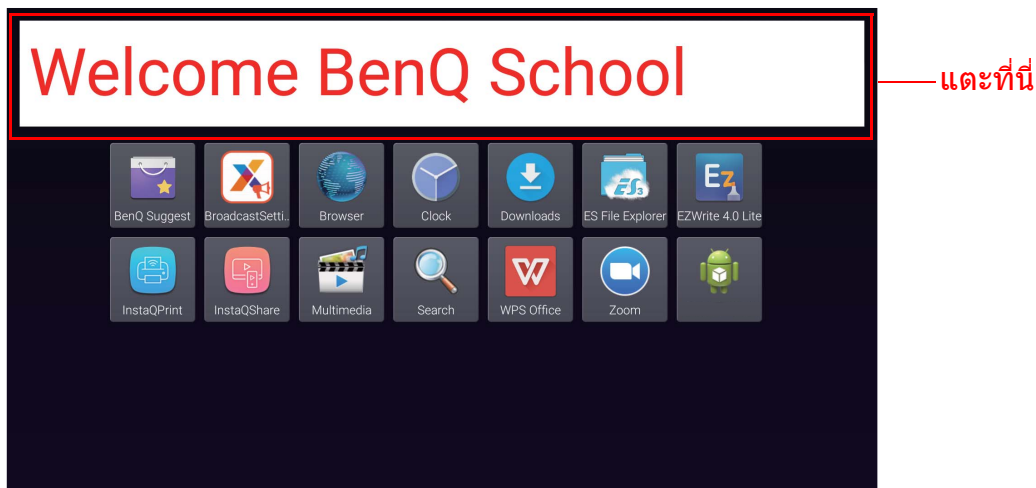 Welcome BenQ School
แตะที่นี่
BenQ Suggest BroadcastSetti.. Browser Clock Downloads ES File Explorer EZWrite 4.0 Lite
InstaQPrint InstaQShare Multimedia Search WPS Office Zoom